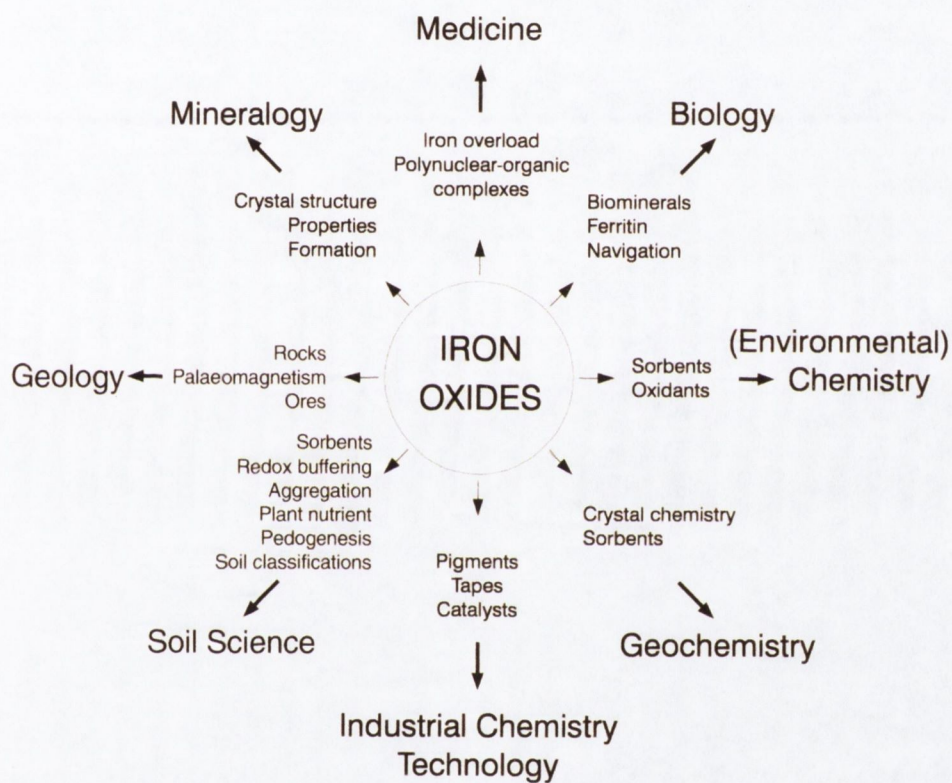 Medicine
Mineralogy
Biology
Iron overload
Polynuclear-organic
complexes
Crystal structure
Properties
Formation
Biominerals
Ferritin
Navigation
IRON
OXIDES
Rocks
Palaeomagnetism
Ores
Geology
Sorbents
Oxidants
(Environmental)
Chemistry
Sorbents
Redox buffering
Aggregation
Plant nutrient
Pedogenesis
Soil classifications
Soil Science
Pigments
Tapes
Catalysts
Industrial Chemistry
Technology
Crystal chemistry
Sorbents
Geochemistry